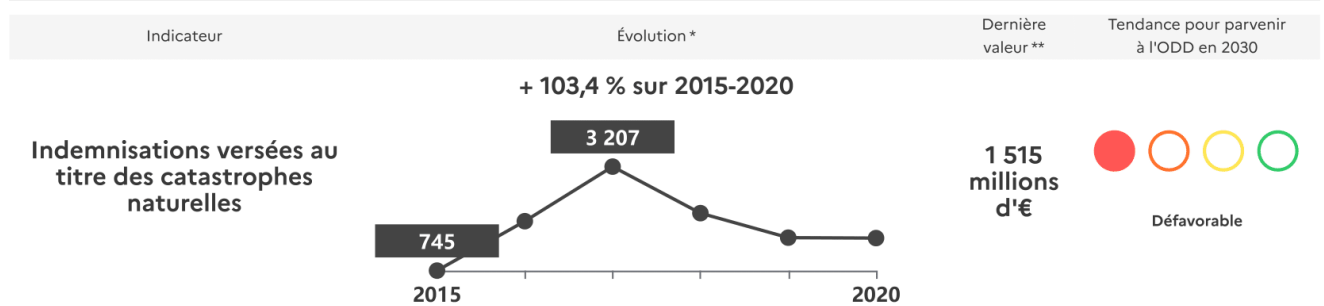 Indicateur
Évolution *
Dernière
valeur **
Tendance pour parvenir
à l'ODD en 2030
+ 103,4 % sur 2015-2020
Indemnisations versées au
titre des catastrophes
naturelles
3 207
745
2015
2020
1 515
millions
d'€
Défavorable